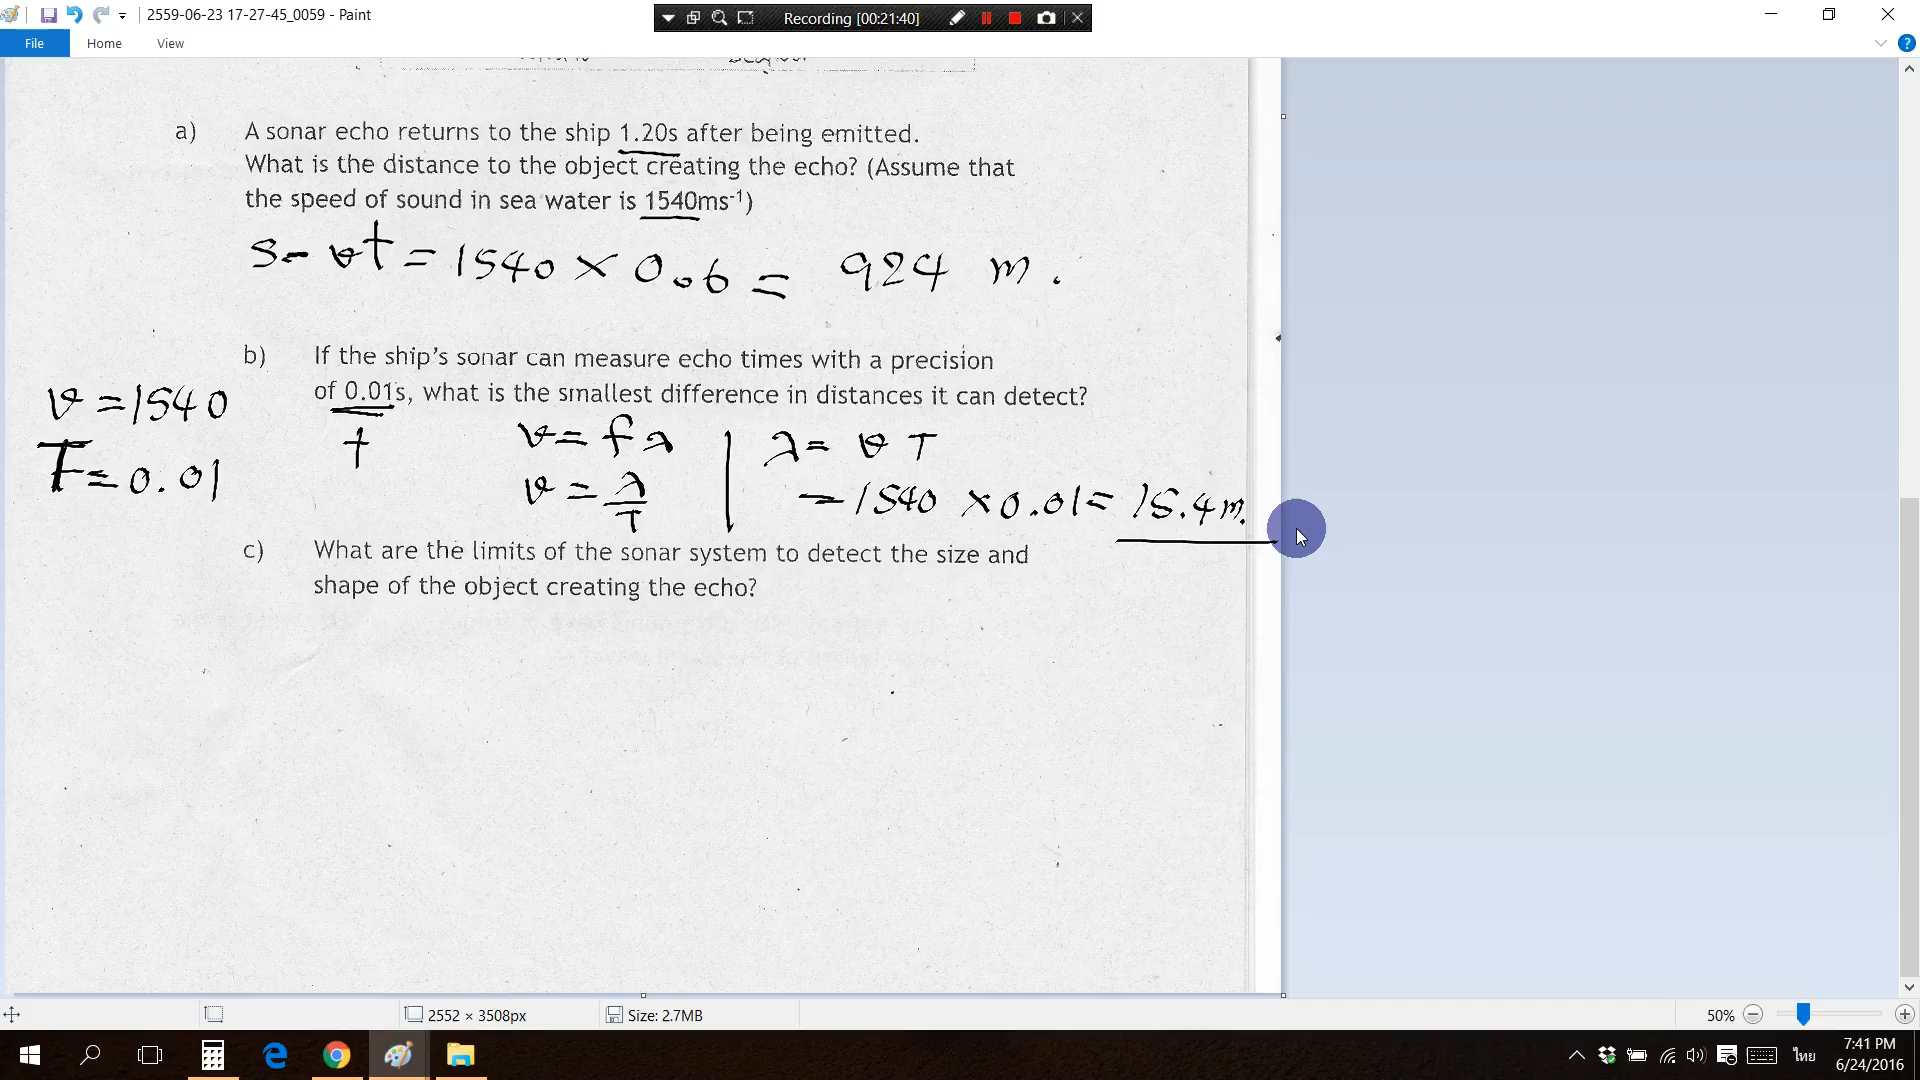 2559-06-23 17-27-45_0059 - Paint
Recording [00:21:40]
File Home View
a) A sonar echo returns to the ship 1.20s after being emitted.
What is the distance to the object creating the echo? (Assume that
the speed of sound in sea water is 1540ms⁻¹)
S = vt = 1540 × 0.6 = 924 m.
b) If the ship's sonar can measure echo times with a precision
of 0.01s, what is the smallest difference in distances it can detect?
v = 1540
T = 0.01
t
v = fλ
v = λ/T
λ = v T
= 1540 × 0.01 = 15.4 m.
c) What are the limits of the sonar system to detect the size and
shape of the object creating the echo?
2552 × 3508px Size: 2.7MB 50%
ไทย
7:41 PM
6/24/2016